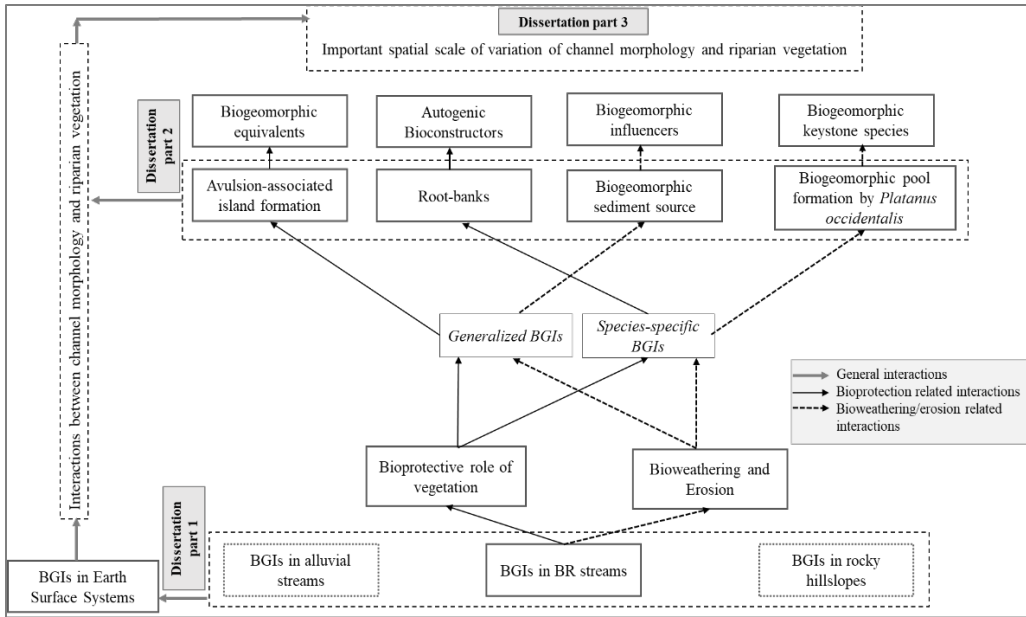 Dissertation part 3
Important spatial scale of variation of channel morphology and riparian vegetation
Interactions between channel morphology and riparian vegetation
Dissertation
part 2
Biogeomorphic
equivalents
Autogenic
Bioconstructors
Biogeomorphic
influencers
Biogeomorphic
keystone species
Avulsion-associated
island formation
Root-banks
Biogeomorphic
sediment source
Biogeomorphic pool
formation by Platanus
occidentalis
Generalized BGIs
Species-specific
BGIs
General interactions
Bioprotection related interactions
Bioweathering/erosion related
interactions
Bioprotective role of
vegetation
Bioweathering and
Erosion
Dissertation
part 1
BGIs in Earth
Surface Systems
BGIs in alluvial
streams
BGIs in BR streams
BGIs in rocky
hillslopes